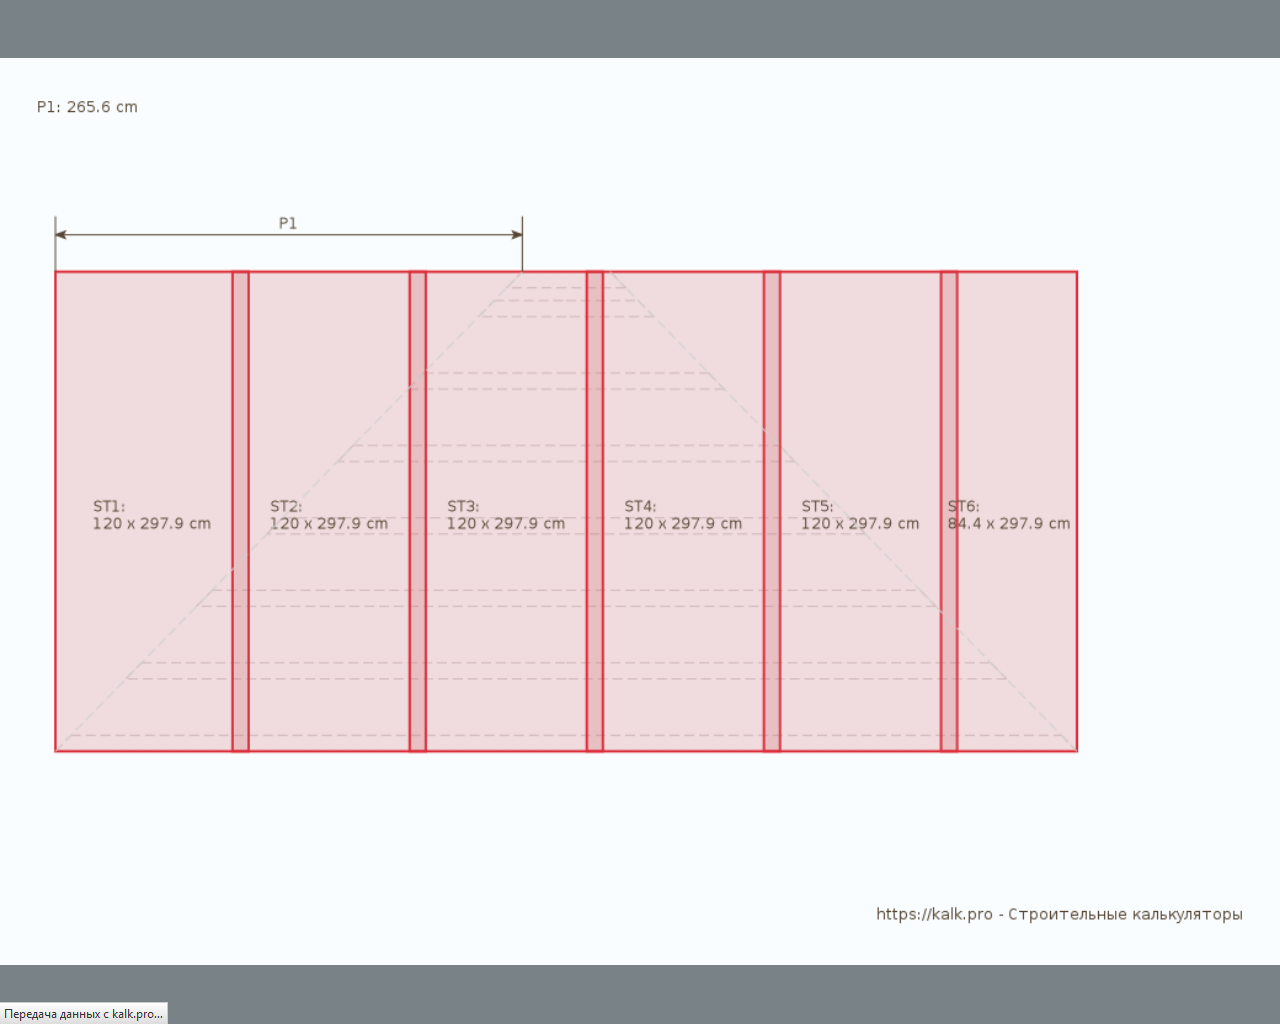 P1: 265.6 cm
P1
ST1:
120 x 297.9 cm
ST2:
120 x 297.9 cm
ST3:
120 x 297.9 cm
ST4:
120 x 297.9 cm
ST5:
120 x 297.9 cm
ST6:
84.4 x 297.9 cm
https://kalk.pro - Строительные калькуляторы
Передача данных с kalk.pro...